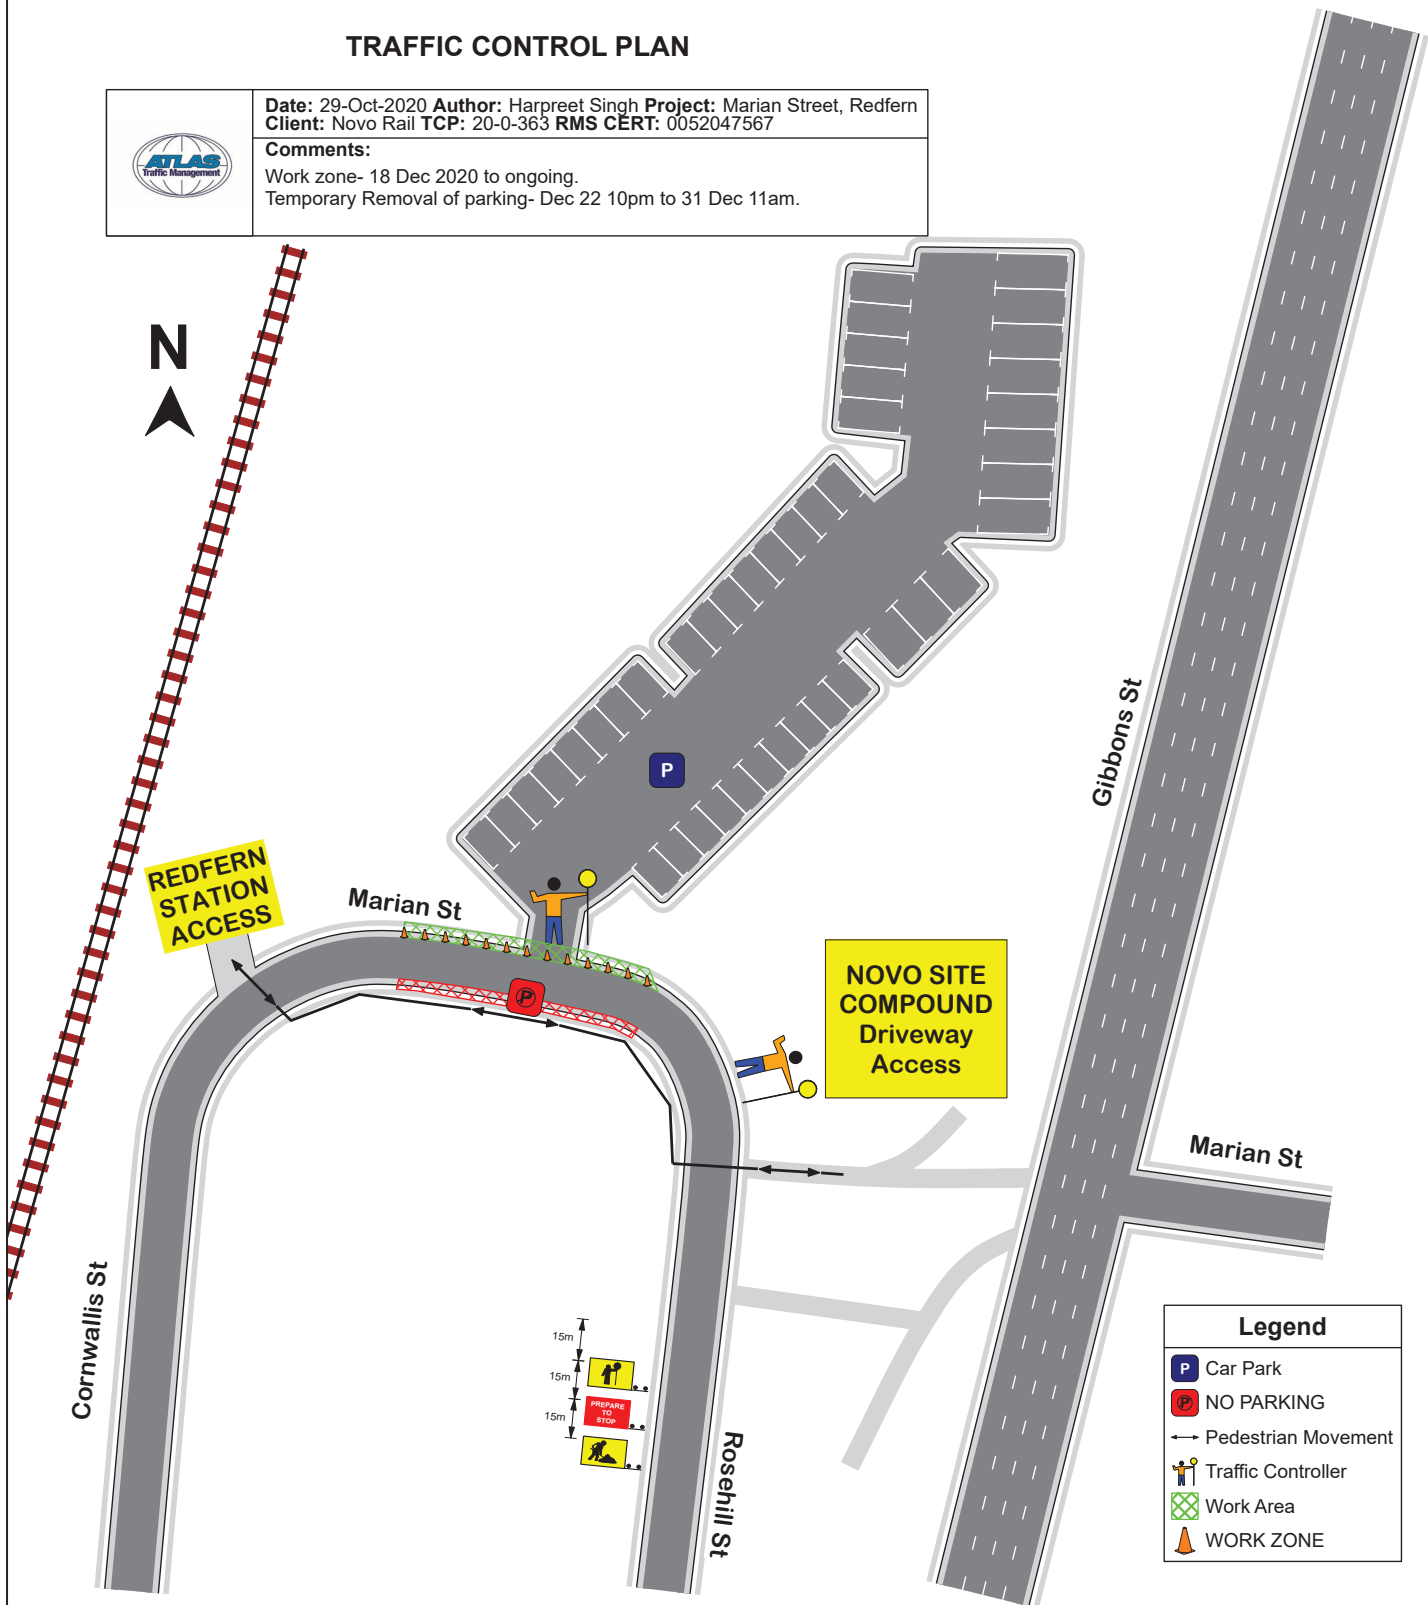 TRAFFIC CONTROL PLAN
ATLAS
Traffic Management
Date: 29-Oct-2020 Author: Harpreet Singh Project: Marian Street, Redfern
Client: Novo Rail TCP: 20-0-363 RMS CERT: 0052047567
Comments:
Work zone- 18 Dec 2020 to ongoing.
Temporary Removal of parking- Dec 22 10pm to 31 Dec 11am.
N
P
Gibbons St
REDFERN
STATION
ACCESS
Marian St
P
NOVO SITE
COMPOUND
Driveway
Access
Marian St
Cornwallis St
15m
15m
15m
PREPARE
TO
STOP
Rosehill St
Legend
P Car Park
P NO PARKING
Pedestrian Movement
Traffic Controller
Work Area
WORK ZONE